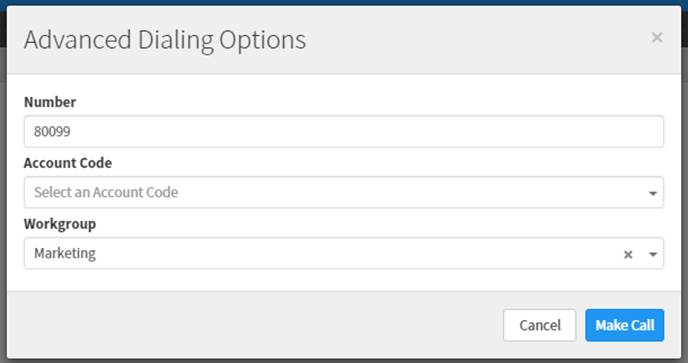 Advanced Dialing Options
Number
80099
Account Code
Select an Account Code
Workgroup
Marketing
Cancel Make Call